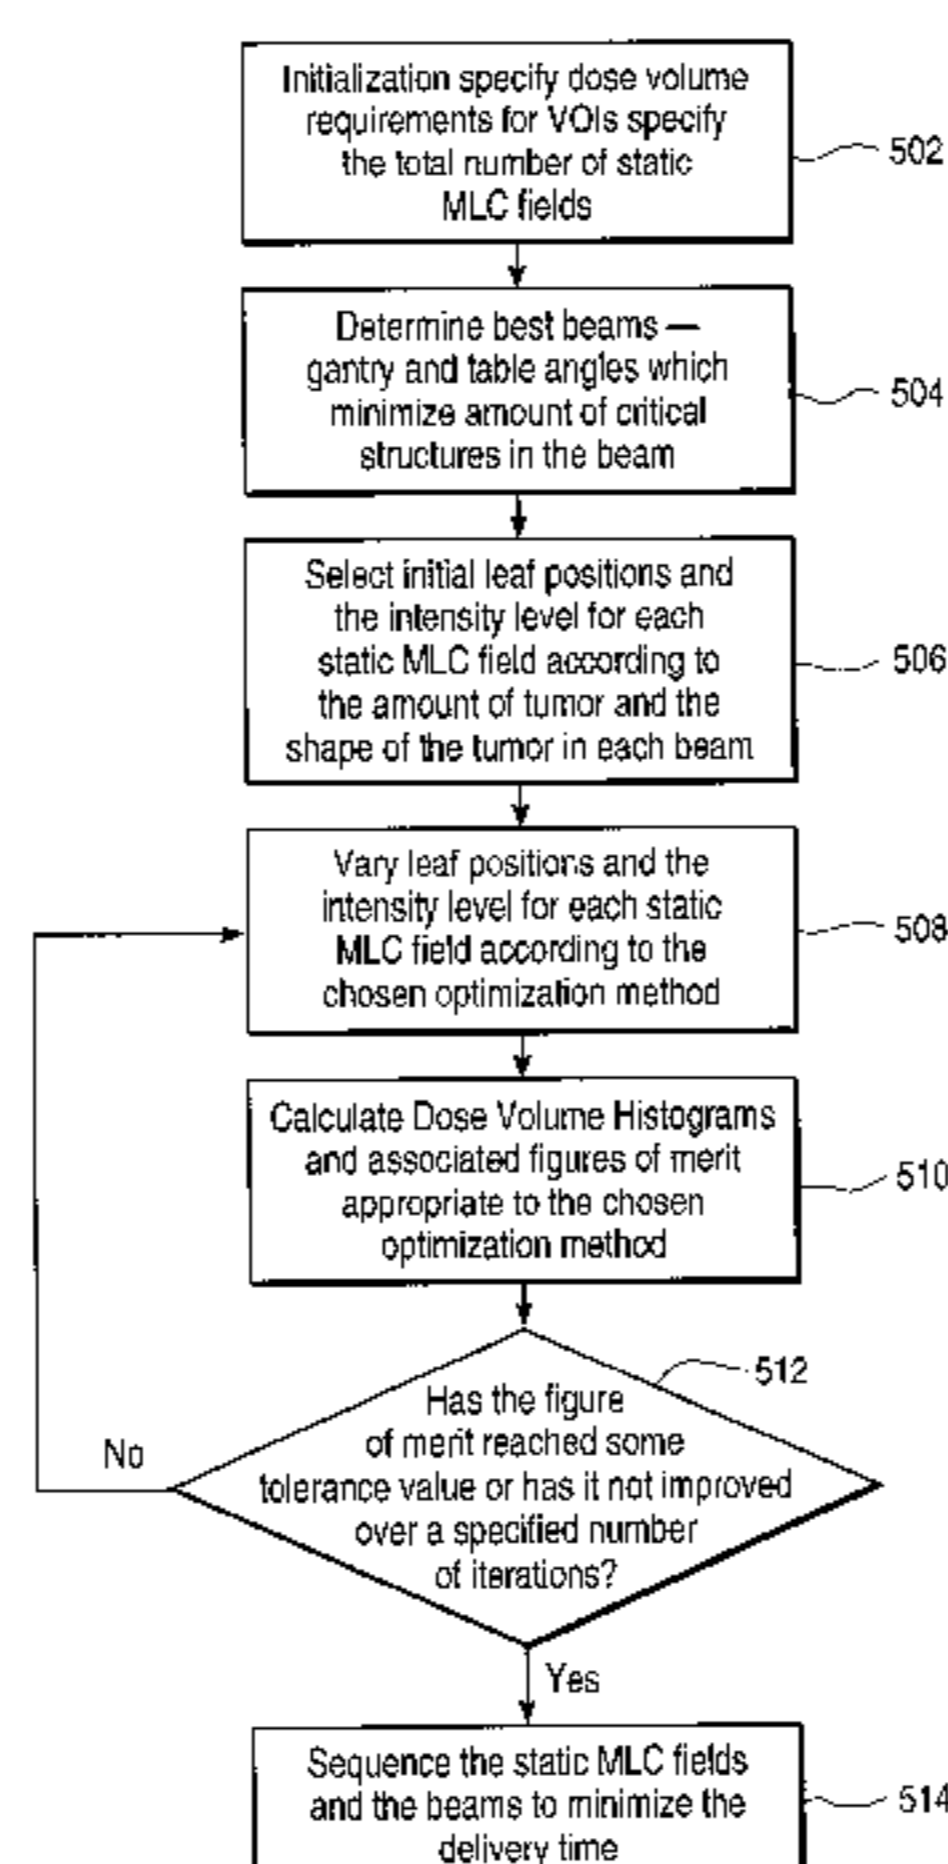 Initialization specify dose volume
requirements for VOIs specify
the total number of static
MLC fields
502
Determine best beams —
gantry and table angles which
minimize amount of critical
structures in the beam
504
Select initial leaf positions and
the intensity level for each
static MLC field according to
the amount of tumor and the
shape of the tumor in each beam
506
Vary leaf positions and the
intensity level for each static
MLC field according to the
chosen optimization method
508
Calculate Dose Volume Histograms
and associated figures of merit
appropriate to the chosen
optimization method
510
512
Has the figure
of merit reached some
tolerance value or has it not improved
over a specified number
of iterations?
No
Yes
Sequence the static MLC fields
and the beams to minimize the
delivery time
514